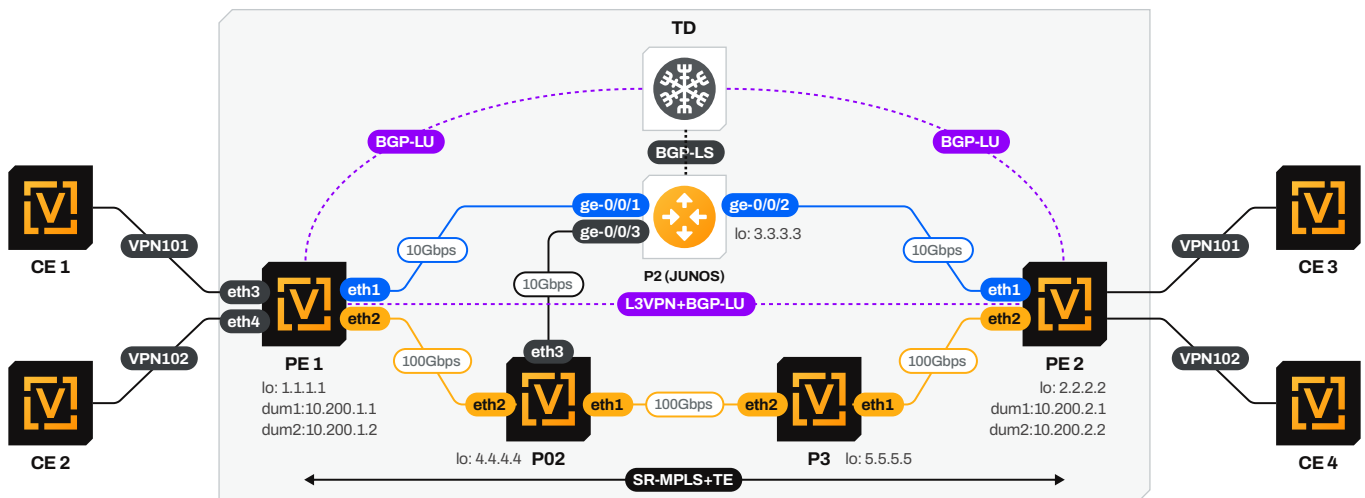 TD
BGP-LU
BGP-LU
BGP-LS
ge-0/0/1
ge-0/0/2
ge-0/0/3
lo: 3.3.3.3
P2 (JUNOS)
10Gbps
10Gbps
10Gbps
VPN101
VPN101
CE 1
CE 3
eth3
eth4
eth1
eth2
L3VPN+BGP-LU
eth1
eth2
VPN102
VPN102
PE 1
lo: 1.1.1.1
dum1:10.200.1.1
dum2:10.200.1.2
100Gbps
eth3
100Gbps
PE 2
lo: 2.2.2.2
dum1:10.200.2.1
dum2:10.200.2.2
eth2
eth1
100Gbps
eth2
eth1
CE 2
lo: 4.4.4.4
P02
P3
lo: 5.5.5.5
CE 4
SR-MPLS+TE